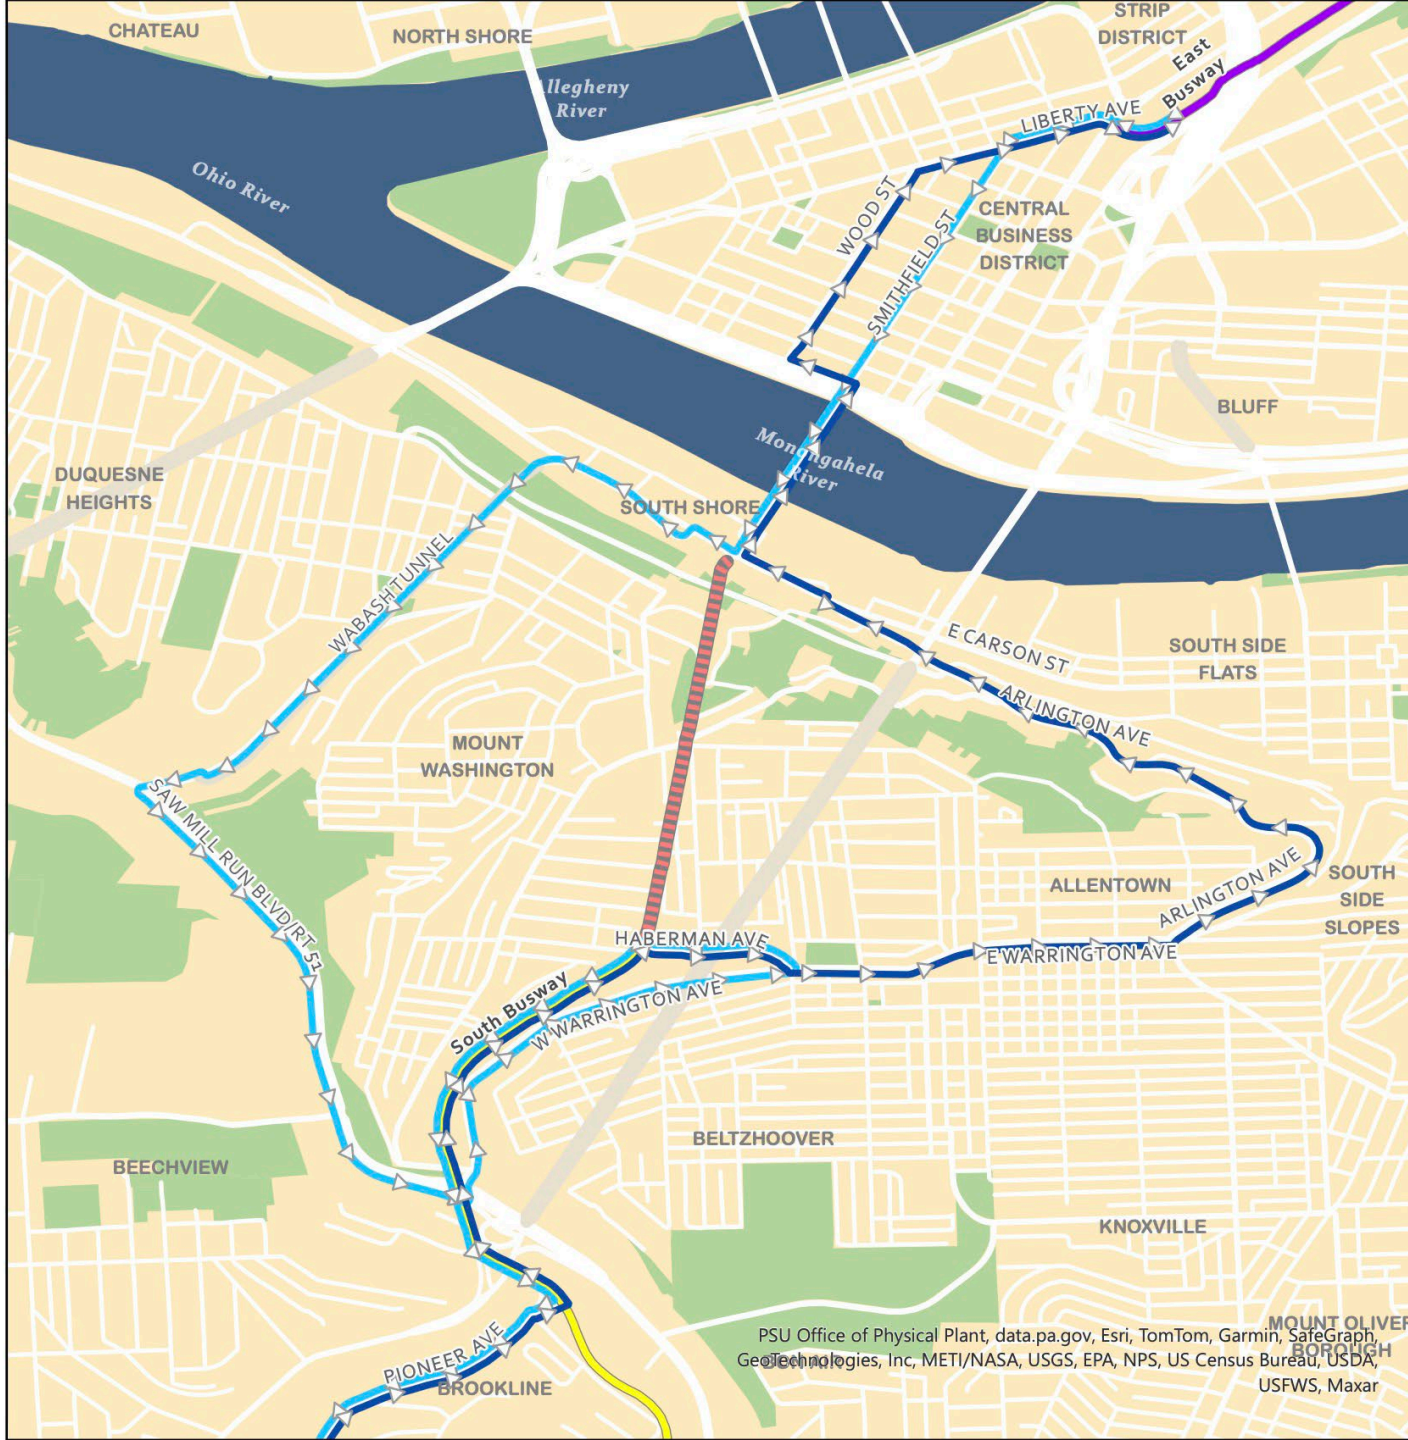 CHATEAU
NORTH SHORE
STRIP
DISTRICT
East
Busway
Allegheny
River
LIBERTY AVE
Ohio River
WOOD ST
CENTRAL
BUSINESS
DISTRICT
SMITHFIELD ST
BLUFF
Monongahela
River
DUQUESNE
HEIGHTS
SOUTH SHORE
WABASH TUNNEL
E CARSON ST
SOUTH SIDE
FLATS
ARLINGTON AVE
MOUNT
WASHINGTON
SAW MILL RUN BLVD/RT 51
ALLENTOWN
ARLINGTON AVE
SOUTH
SIDE
SLOPES
HABERMAN AVE
E WARRINGTON AVE
South Busway
W WARRINGTON AVE
BELTZHOOVER
BEECHVIEW
KNOXVILLE
MOUNT OLIVER
BOROUGH
PIONEER AVE
BON AIR
BROOKLINE
PSU Office of Physical Plant, data.pa.gov, Esri, TomTom, Garmin, SafeGraph,
GeoTechnologies, Inc, METI/NASA, USGS, EPA, NPS, US Census Bureau, USDA,
USFWS, Maxar